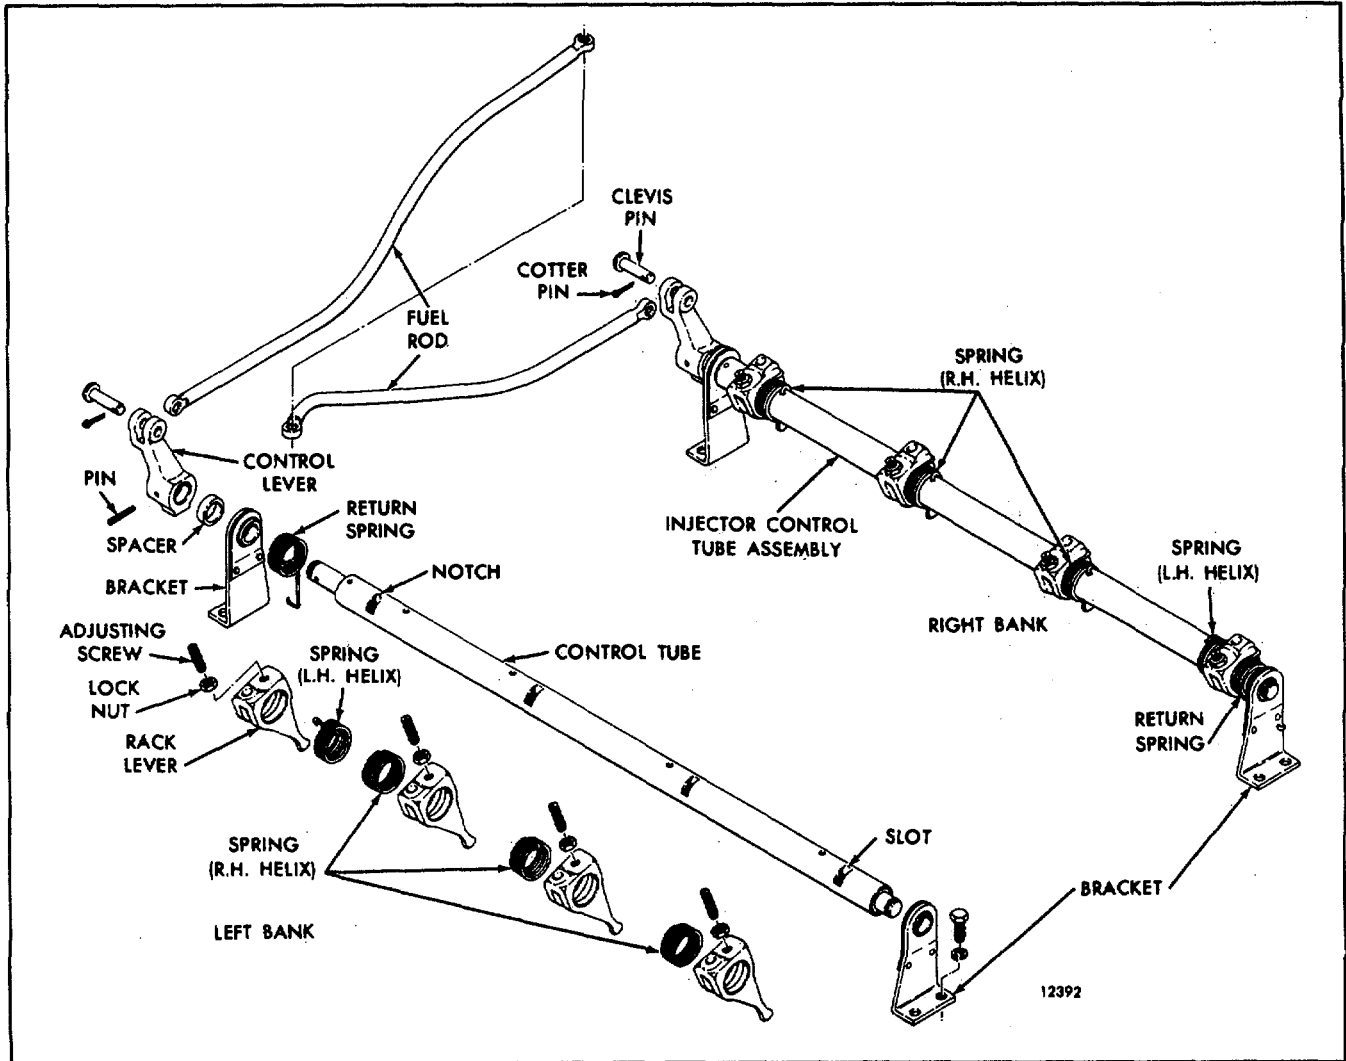 CLEVIS
PIN
COTTER
PIN
FUEL
ROD
SPRING
(R.H. HELIX)
CONTROL
LEVER
PIN
RETURN
SPRING
SPACER
INJECTOR CONTROL
TUBE ASSEMBLY
SPRING
(L.H. HELIX)
BRACKET
NOTCH
RIGHT BANK
ADJUSTING
SCREW
SPRING
(L.H. HELIX)
CONTROL TUBE
LOCK
NUT
RETURN
SPRING
RACK
LEVER
SPRING
(R.H. HELIX)
SLOT
BRACKET
LEFT BANK
12392